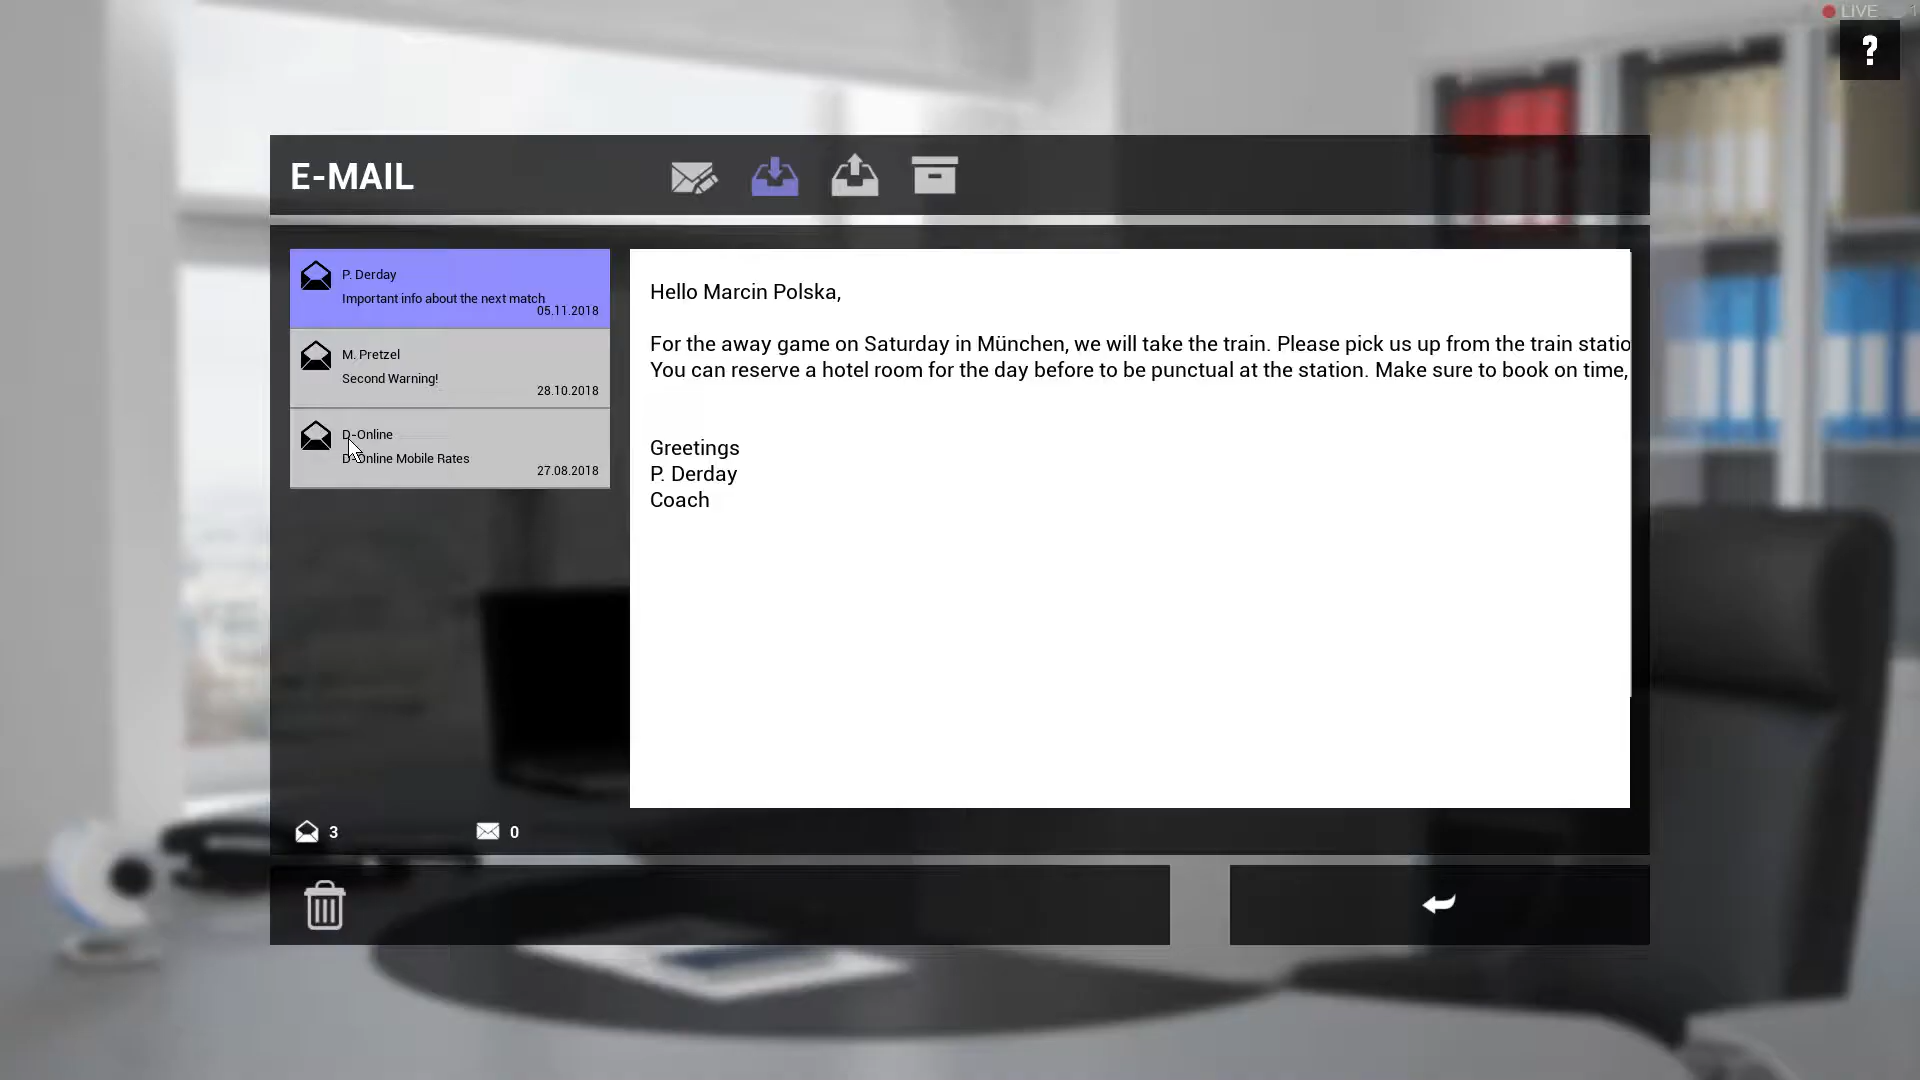 LIVE
?
E-MAIL
P. Derday
Important info about the next match
05.11.2018
M. Pretzel
Second Warning!
28.10.2018
D-Online
D-Online Mobile Rates
27.08.2018
Hello Marcin Polska,
For the away game on Saturday in München, we will take the train. Please pick us up from the train statio
You can reserve a hotel room for the day before to be punctual at the station. Make sure to book on time,
Greetings
P. Derday
Coach
3
0